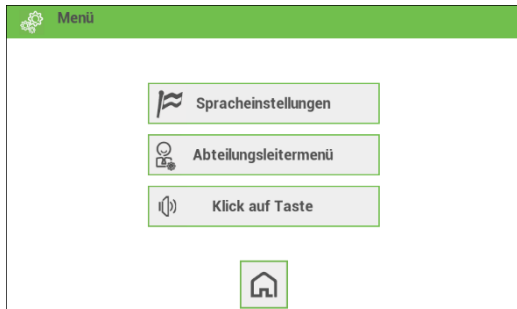 Menü
Spracheinstellungen
Abteilungsleitermenü
Klick auf Taste